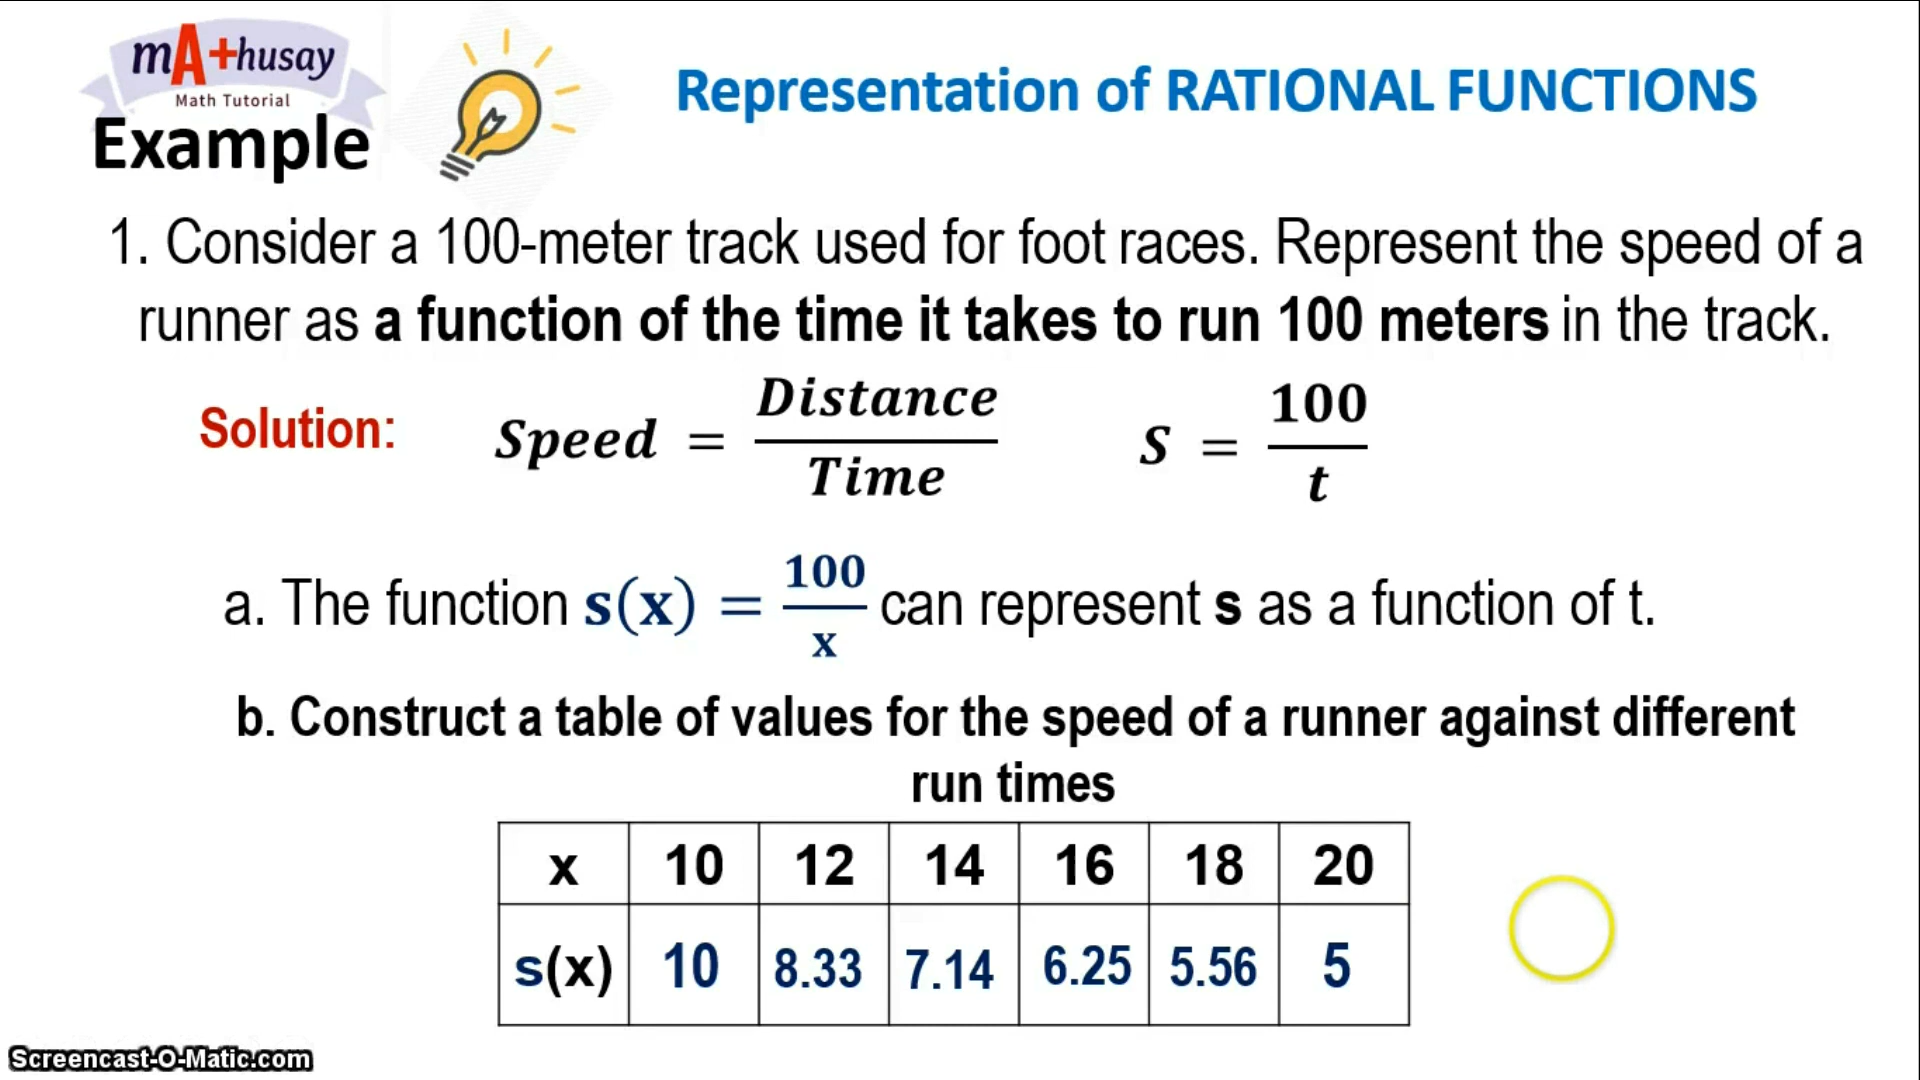 mA+husay
Math Tutorial
Example
Representation of RATIONAL FUNCTIONS
1. Consider a 100-meter track used for foot races. Represent the speed of a
runner as a function of the time it takes to run 100 meters in the track.
Solution: Speed = Distance/Time S = 100/t
a. The function s(x) = 100/x can represent s as a function of t.
b. Construct a table of values for the speed of a runner against different
run times
x 10 12 14 16 18 20
s(x) 10 8.33 7.14 6.25 5.56 5
Screencast-O-Matic.com